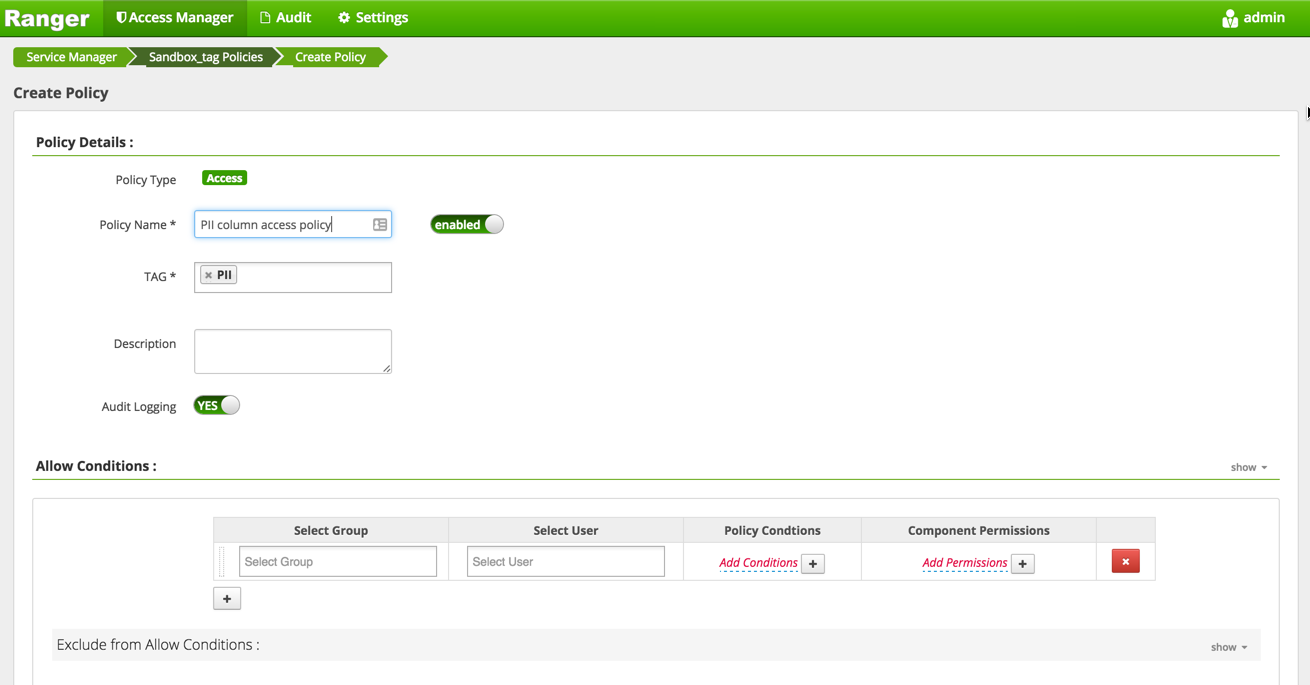 Ranger Access Manager Audit Settings admin
Service Manager Sandbox_tag Policies Create Policy
Create Policy
Policy Details :
Policy Type Access
Policy Name * PII column access policy enabled
TAG * × PII
Description
Audit Logging YES
Allow Conditions : show
Select Group Select User Policy Condtions Component Permissions
Select Group Select User Add Conditions + Add Permissions + ×
+
Exclude from Allow Conditions : show